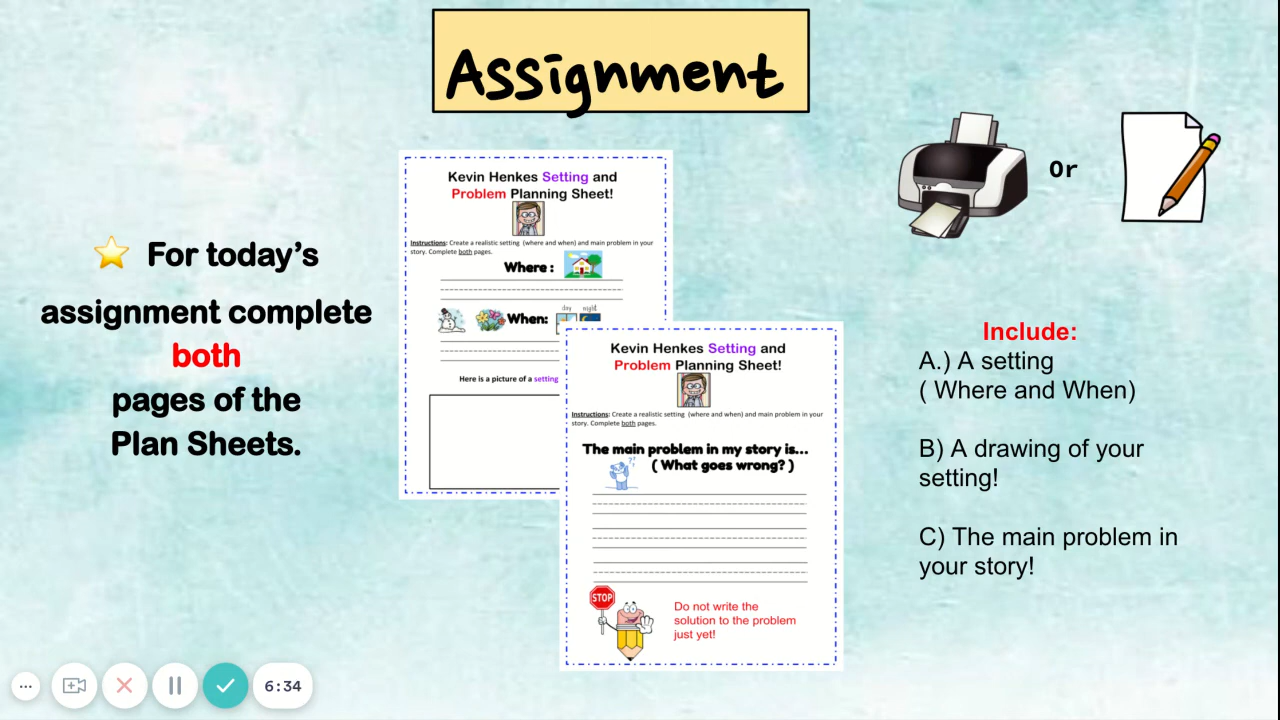 Assignment
Or
⭐ For today’s
assignment complete
both
pages of the
Plan Sheets.
Kevin Henkes Setting and
Problem Planning Sheet!
Instructions: Create a realistic setting (where and when) and main problem in your
story. Complete both pages.
Where :
day night
When:
Here is a picture of a setting
Kevin Henkes Setting and
Problem Planning Sheet!
Instructions: Create a realistic setting (where and when) and main problem in your
story. Complete both pages.
The main problem in my story is...
( What goes wrong? )
STOP
Do not write the
solution to the problem
just yet!
Include:
A.) A setting
( Where and When)
B) A drawing of your
setting!
C) The main problem in
your story!
6:34